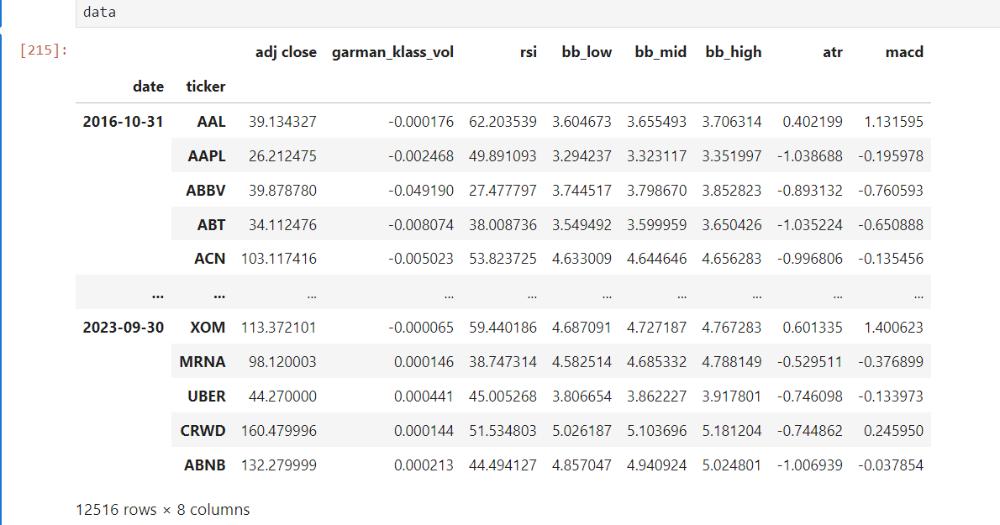 data
[215]:
adj close garman_klass_vol rsi bb_low bb_mid bb_high atr macd
date ticker
2016-10-31 AAL 39.134327 -0.000176 62.203539 3.604673 3.655493 3.706314 0.402199 1.131595
AAPL 26.212475 -0.002468 49.891093 3.294237 3.323117 3.351997 -1.038688 -0.195978
ABBV 39.878780 -0.049190 27.477797 3.744517 3.798670 3.852823 -0.893132 -0.760593
ABT 34.112476 -0.008074 38.008736 3.549492 3.599959 3.650426 -1.035224 -0.650888
ACN 103.117416 -0.005023 53.823725 4.633009 4.644646 4.656283 -0.996806 -0.135456
... ... ... ... ... ... ... ... ... ...
2023-09-30 XOM 113.372101 -0.000065 59.440186 4.687091 4.727187 4.767283 0.601335 1.400623
MRNA 98.120003 0.000146 38.747314 4.582514 4.685332 4.788149 -0.529511 -0.376899
UBER 44.270000 0.000441 45.005268 3.806654 3.862227 3.917801 -0.746098 -0.133973
CRWD 160.479996 0.000144 51.534803 5.026187 5.103696 5.181204 -0.744862 0.245950
ABNB 132.279999 0.000213 44.494127 4.857047 4.940924 5.024801 -1.006939 -0.037854
12516 rows × 8 columns